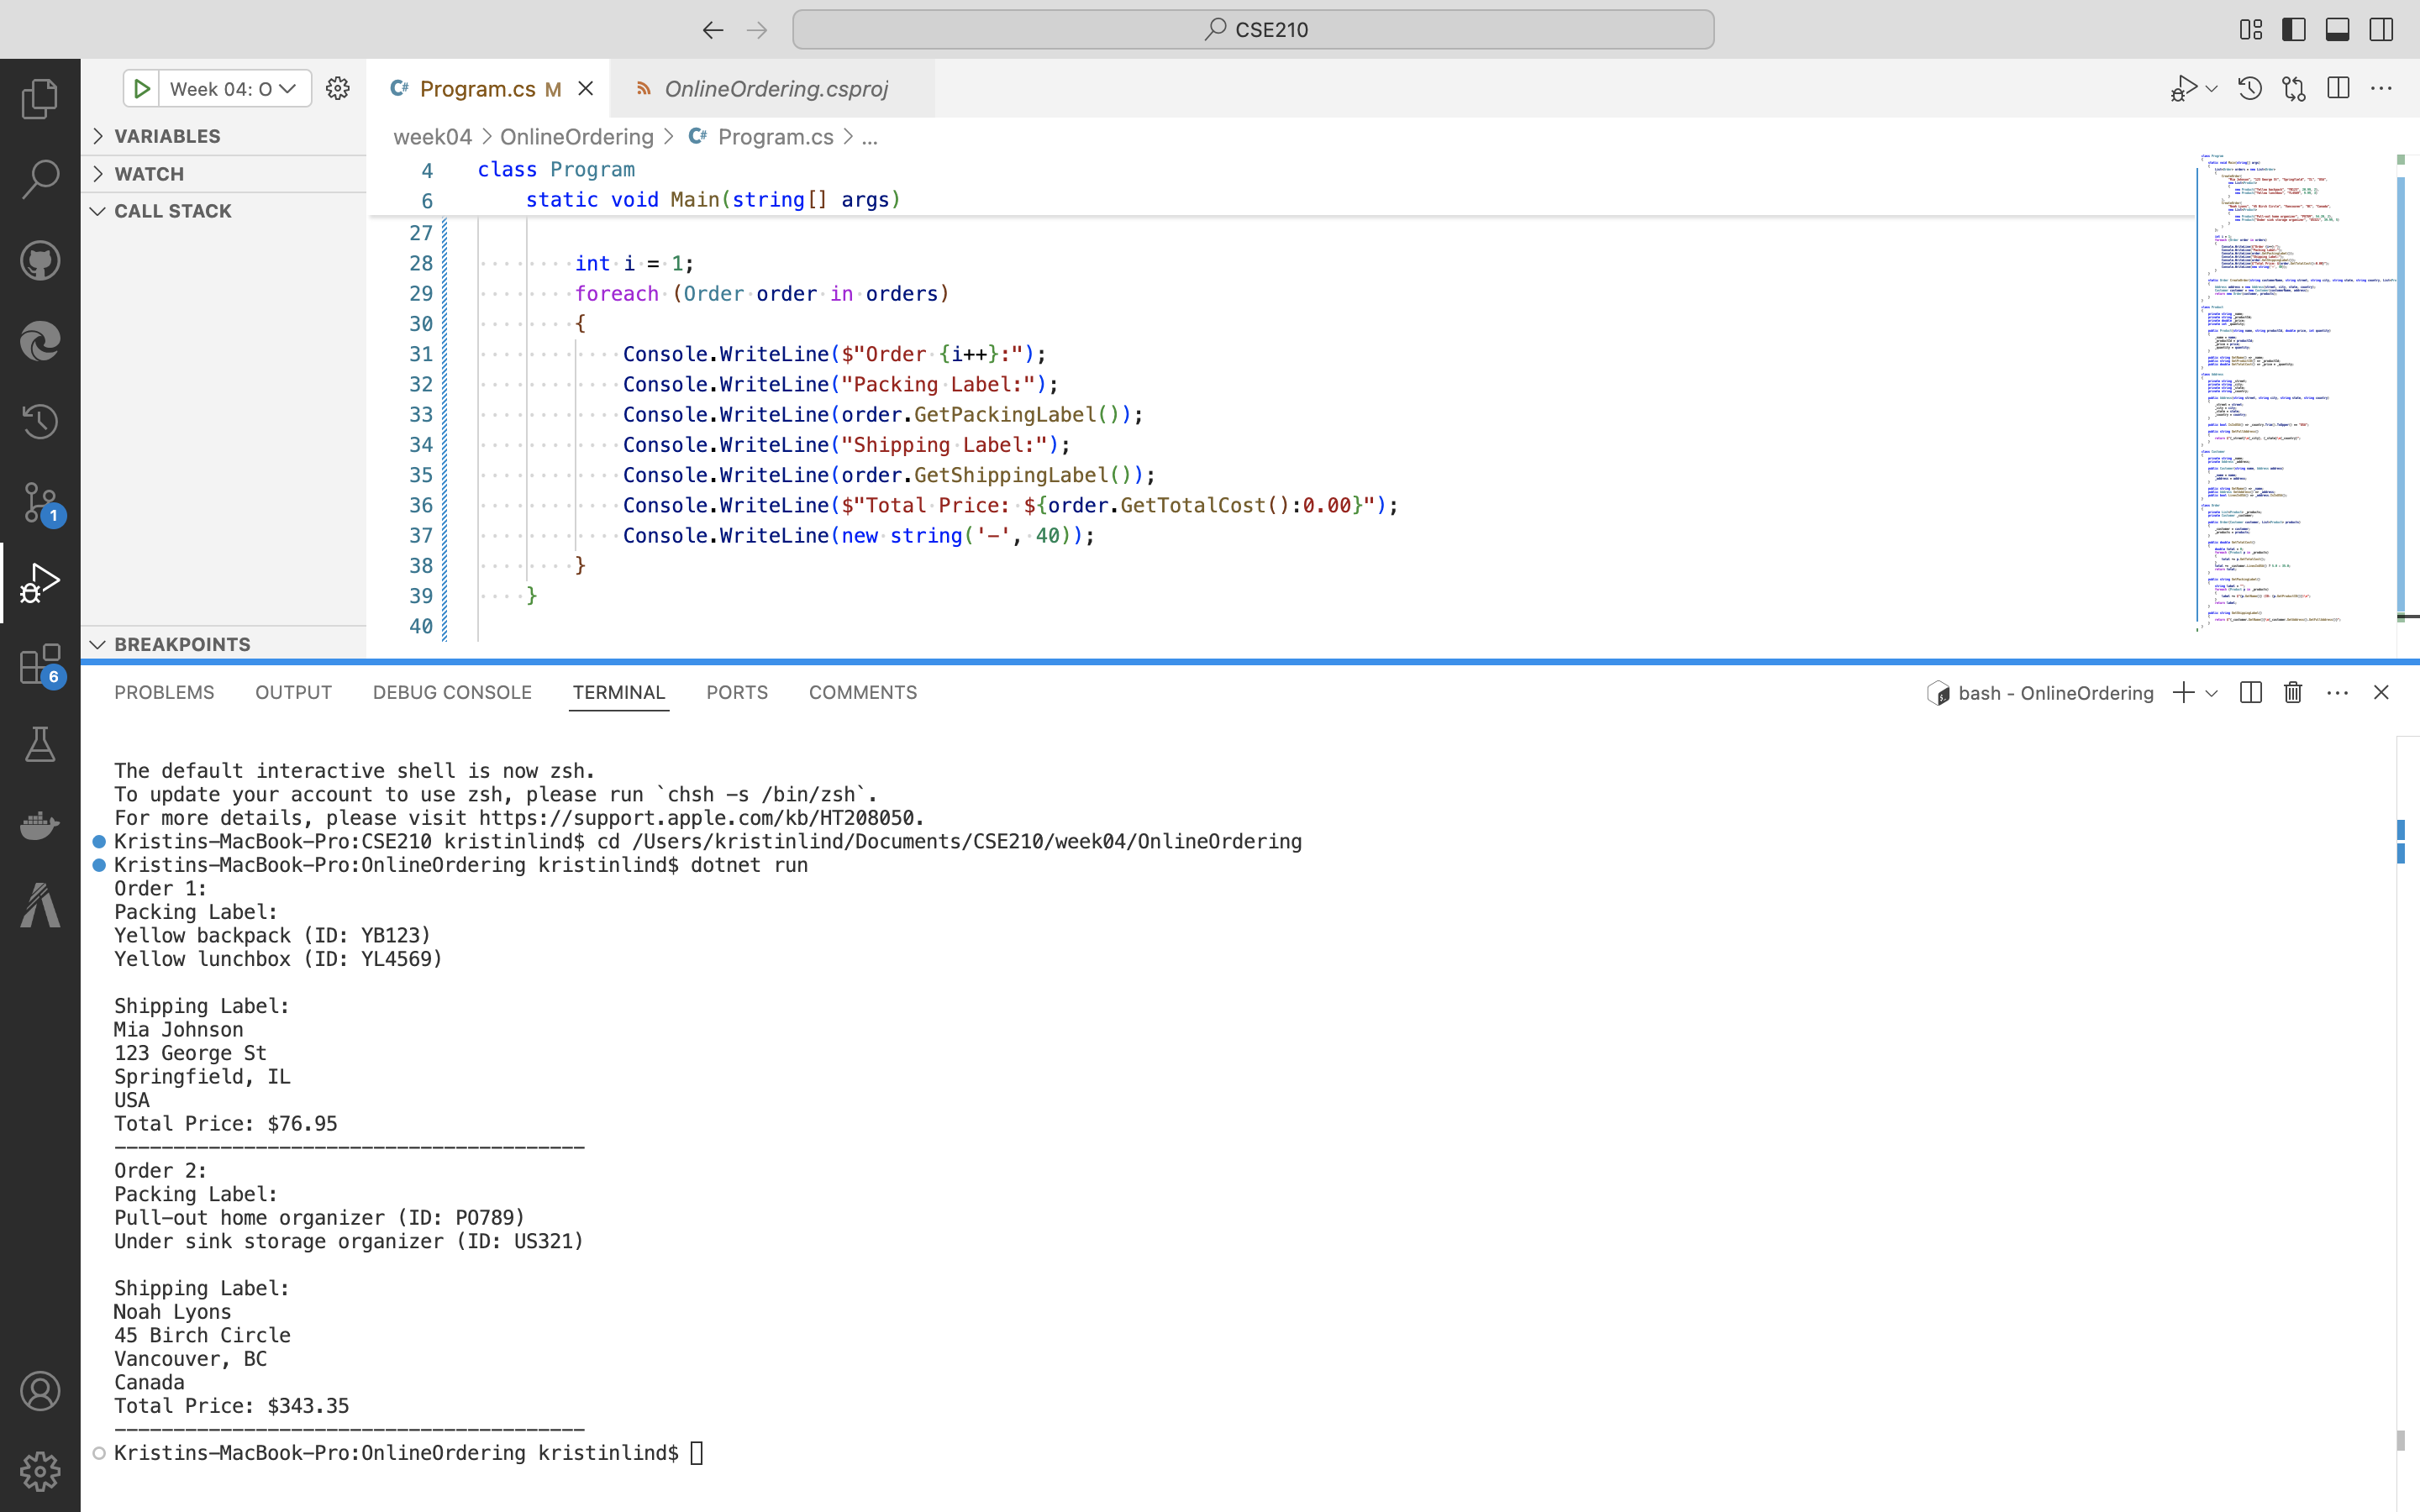 CSE210
Week 04: O
Program.cs M
OnlineOrdering.csproj
VARIABLES
WATCH
CALL STACK
BREAKPOINTS
1
6
week04 > OnlineOrdering > Program.cs > ...
4 class Program
6 static void Main(string[] args)
27
28 int i = 1;
29 foreach (Order order in orders)
30 {
31 Console.WriteLine($"Order {i++}:");
32 Console.WriteLine("Packing Label:");
33 Console.WriteLine(order.GetPackingLabel());
34 Console.WriteLine("Shipping Label:");
35 Console.WriteLine(order.GetShippingLabel());
36 Console.WriteLine($"Total Price: ${order.GetTotalCost():0.00}");
37 Console.WriteLine(new string('-', 40));
38 }
39 }
40
PROBLEMS OUTPUT DEBUG CONSOLE TERMINAL PORTS COMMENTS
bash - OnlineOrdering
The default interactive shell is now zsh.
To update your account to use zsh, please run `chsh -s /bin/zsh`.
For more details, please visit https://support.apple.com/kb/HT208050.
Kristins-MacBook-Pro:CSE210 kristinlind$ cd /Users/kristinlind/Documents/CSE210/week04/OnlineOrdering
Kristins-MacBook-Pro:OnlineOrdering kristinlind$ dotnet run
Order 1:
Packing Label:
Yellow backpack (ID: YB123)
Yellow lunchbox (ID: YL4569)
Shipping Label:
Mia Johnson
123 George St
Springfield, IL
USA
Total Price: $76.95
----------------------------------------
Order 2:
Packing Label:
Pull-out home organizer (ID: PO789)
Under sink storage organizer (ID: US321)
Shipping Label:
Noah Lyons
45 Birch Circle
Vancouver, BC
Canada
Total Price: $343.35
----------------------------------------
Kristins-MacBook-Pro:OnlineOrdering kristinlind$